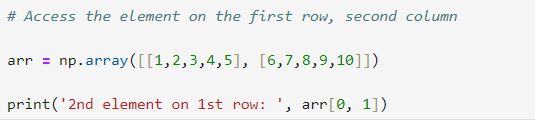 # Access the element on the first row, second column
arr = np.array([[1,2,3,4,5], [6,7,8,9,10]])
print('2nd element on 1st row: ', arr[0, 1])